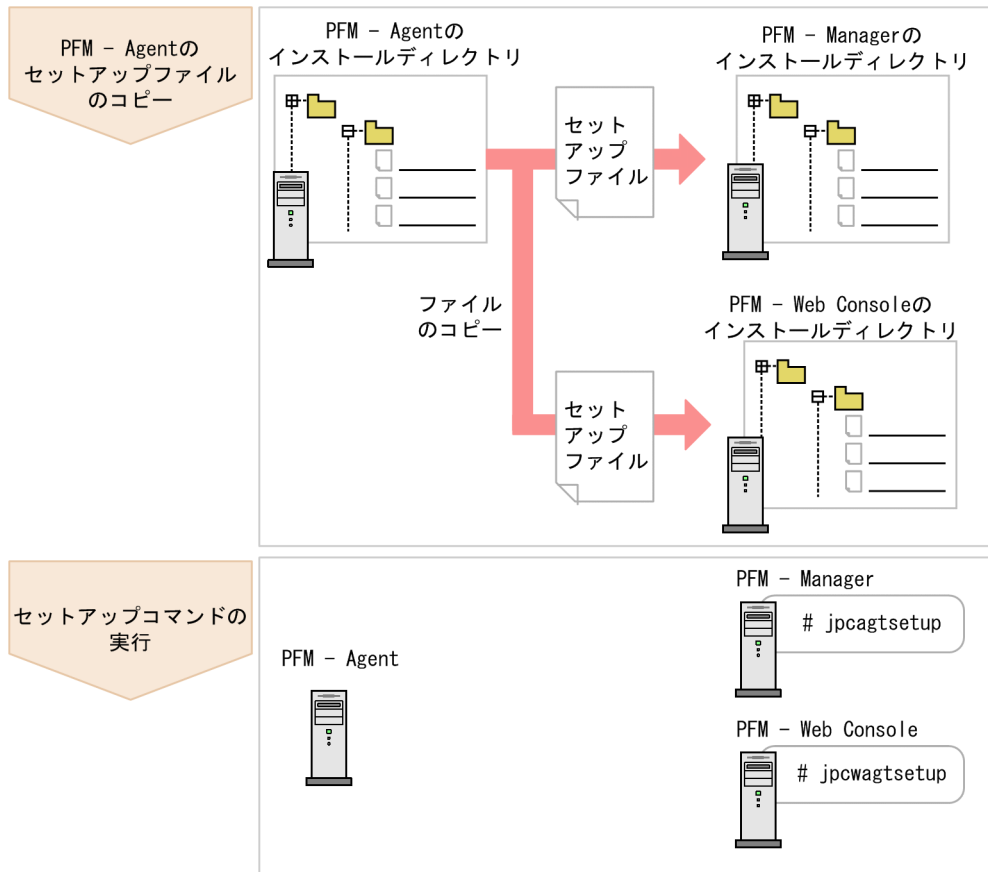 PFM - Agentの
セットアップファイル
のコピー
PFM - Agentの
インストールディレクトリ
PFM - Managerの
インストールディレクトリ
セット
アップ
ファイル
ファイル
のコピー
PFM - Web Consoleの
インストールディレクトリ
セット
アップ
ファイル
セットアップコマンドの
実行
PFM - Agent
PFM - Manager
# jpcagtsetup
PFM - Web Console
# jpcwagtsetup